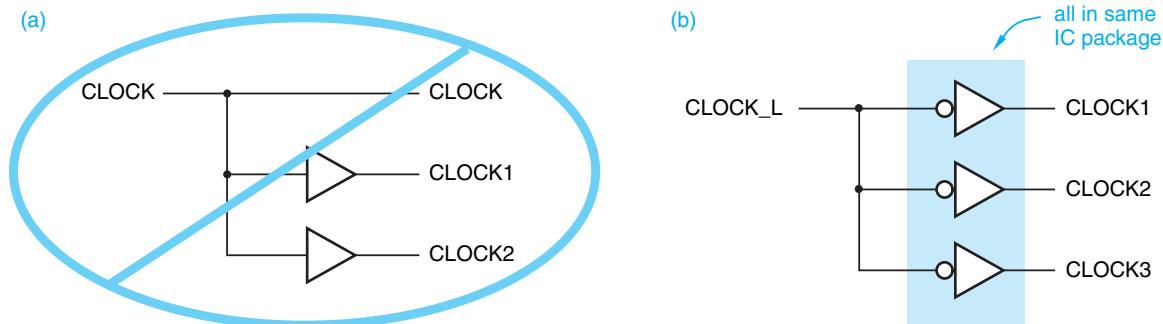 (a)
CLOCK
CLOCK
CLOCK1
CLOCK2
(b)
all in same
IC package
CLOCK_L
CLOCK1
CLOCK2
CLOCK3